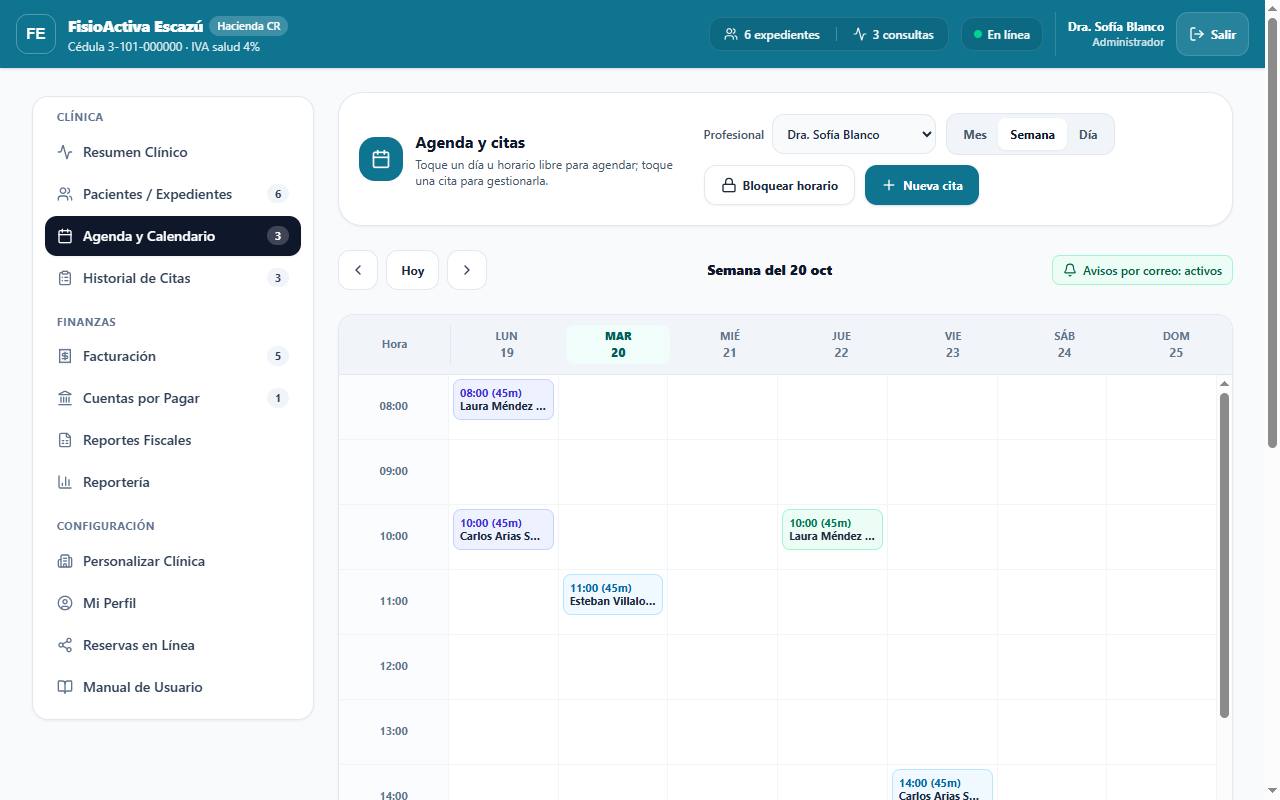 FE
FisioActiva Escazú
Hacienda CR
Cédula 3-101-000000 · IVA salud 4%
6 expedientes
3 consultas
En línea
Dra. Sofía Blanco
Administrador
Salir
CLÍNICA
Resumen Clínico
Pacientes / Expedientes 6
Agenda y Calendario 3
Historial de Citas 3
FINANZAS
Facturación 5
Cuentas por Pagar 1
Reportes Fiscales
Reportería
CONFIGURACIÓN
Personalizar Clínica
Mi Perfil
Reservas en Línea
Manual de Usuario
Agenda y citas
Toque un día u horario libre para agendar; toque
una cita para gestionarla.
Profesional
Dra. Sofía Blanco
Mes Semana Día
Bloquear horario
Nueva cita
Hoy
Semana del 20 oct
Avisos por correo: activos
Hora LUN MAR MIÉ JUE VIE SÁB DOM
19 20 21 22 23 24 25
08:00
08:00 (45m)
Laura Méndez ...
09:00
10:00
10:00 (45m)
Carlos Arias S...
10:00 (45m)
Laura Méndez ...
11:00
11:00 (45m)
Esteban Villalo...
12:00
13:00
14:00
14:00 (45m)
Carlos Arias S...